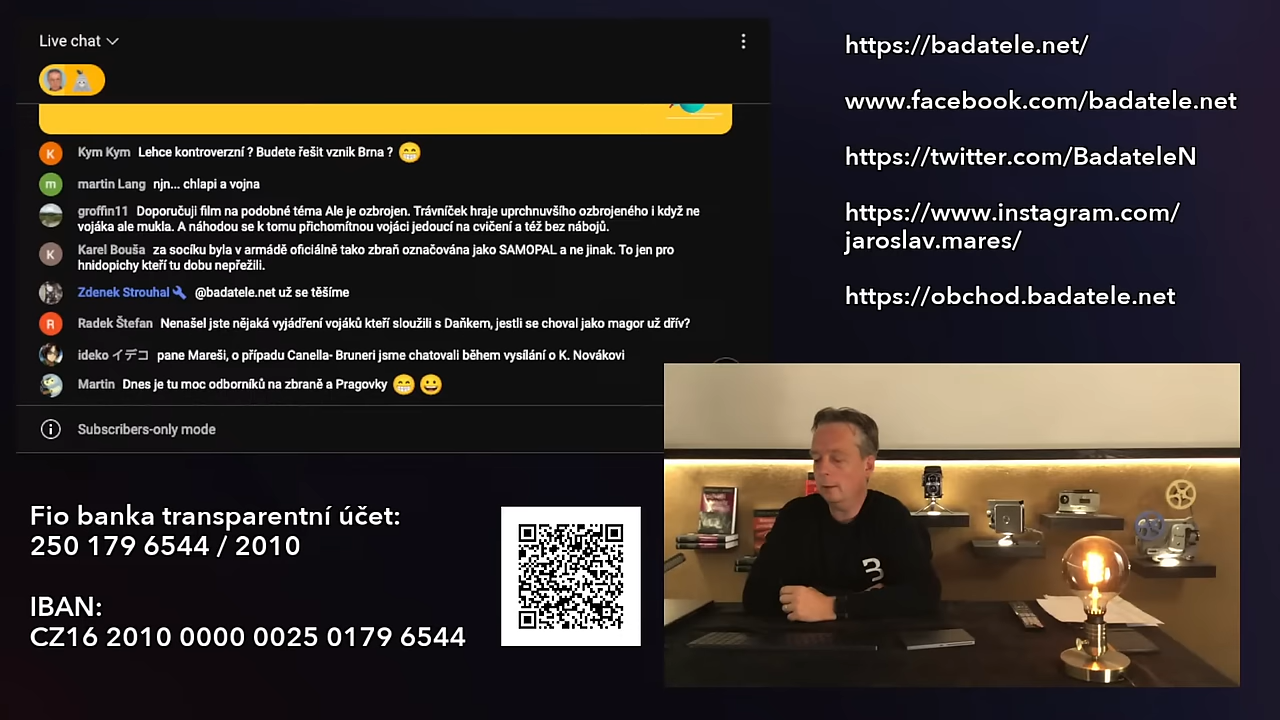 Live chat
Kym Kym Lehce kontroverzní ? Budete řešit vznik Brna ? 😁
martin Lang njn... chlapi a vojna
groffin11 Doporučuji film na podobné téma Ale je ozbrojen. Trávníček hraje uprchnuvšího ozbrojeného i když ne
vojáka ale mukla. A náhodou se k tomu přichomítnou vojáci jedoucí na cvičení a též bez nábojů.
Karel Bouša za socíku byla v armádě oficiálně tako zbraň označována jako SAMOPAL a ne jinak. To jen pro
hnidopichy kteří tu dobu nepřežili.
Zdenek Strouhal @badatele.net už se těšíme
Radek Štefan Nenašel jste nějaká vyjádření vojáků kteří sloužili s Daňkem, jestli se choval jako magor už dřív?
ideko イデコ pane Mareši, o případu Canella- Bruneri jsme chatovali během vysílání o K. Novákovi
Martin Dnes je tu moc odborníků na zbraně a Pragovky 😁 😀
Subscribers-only mode
https://badatele.net/
www.facebook.com/badatele.net
https://twitter.com/BadateleN
https://www.instagram.com/
jaroslav.mares/
https://obchod.badatele.net
Fio banka transparentní účet:
250 179 6544 / 2010
IBAN:
CZ16 2010 0000 0025 0179 6544